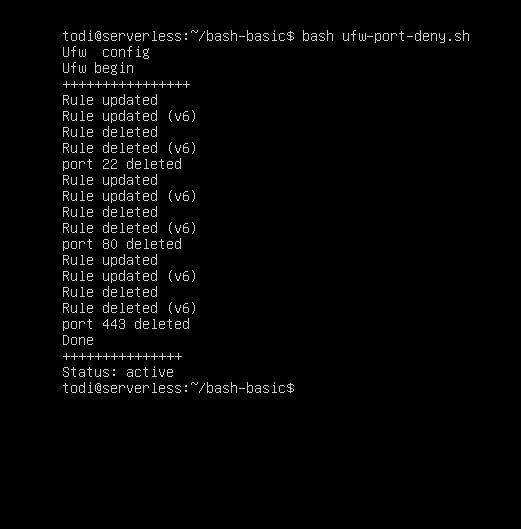 todi@serverless:~/bash-basic$ bash ufw-port-deny.sh
Ufw  config
Ufw begin
++++++++++++++++
Rule updated
Rule updated (v6)
Rule deleted
Rule deleted (v6)
port 22 deleted
Rule updated
Rule updated (v6)
Rule deleted
Rule deleted (v6)
port 80 deleted
Rule updated
Rule updated (v6)
Rule deleted
Rule deleted (v6)
port 443 deleted
Done
+++++++++++++++
Status: active
todi@serverless:~/bash-basic$